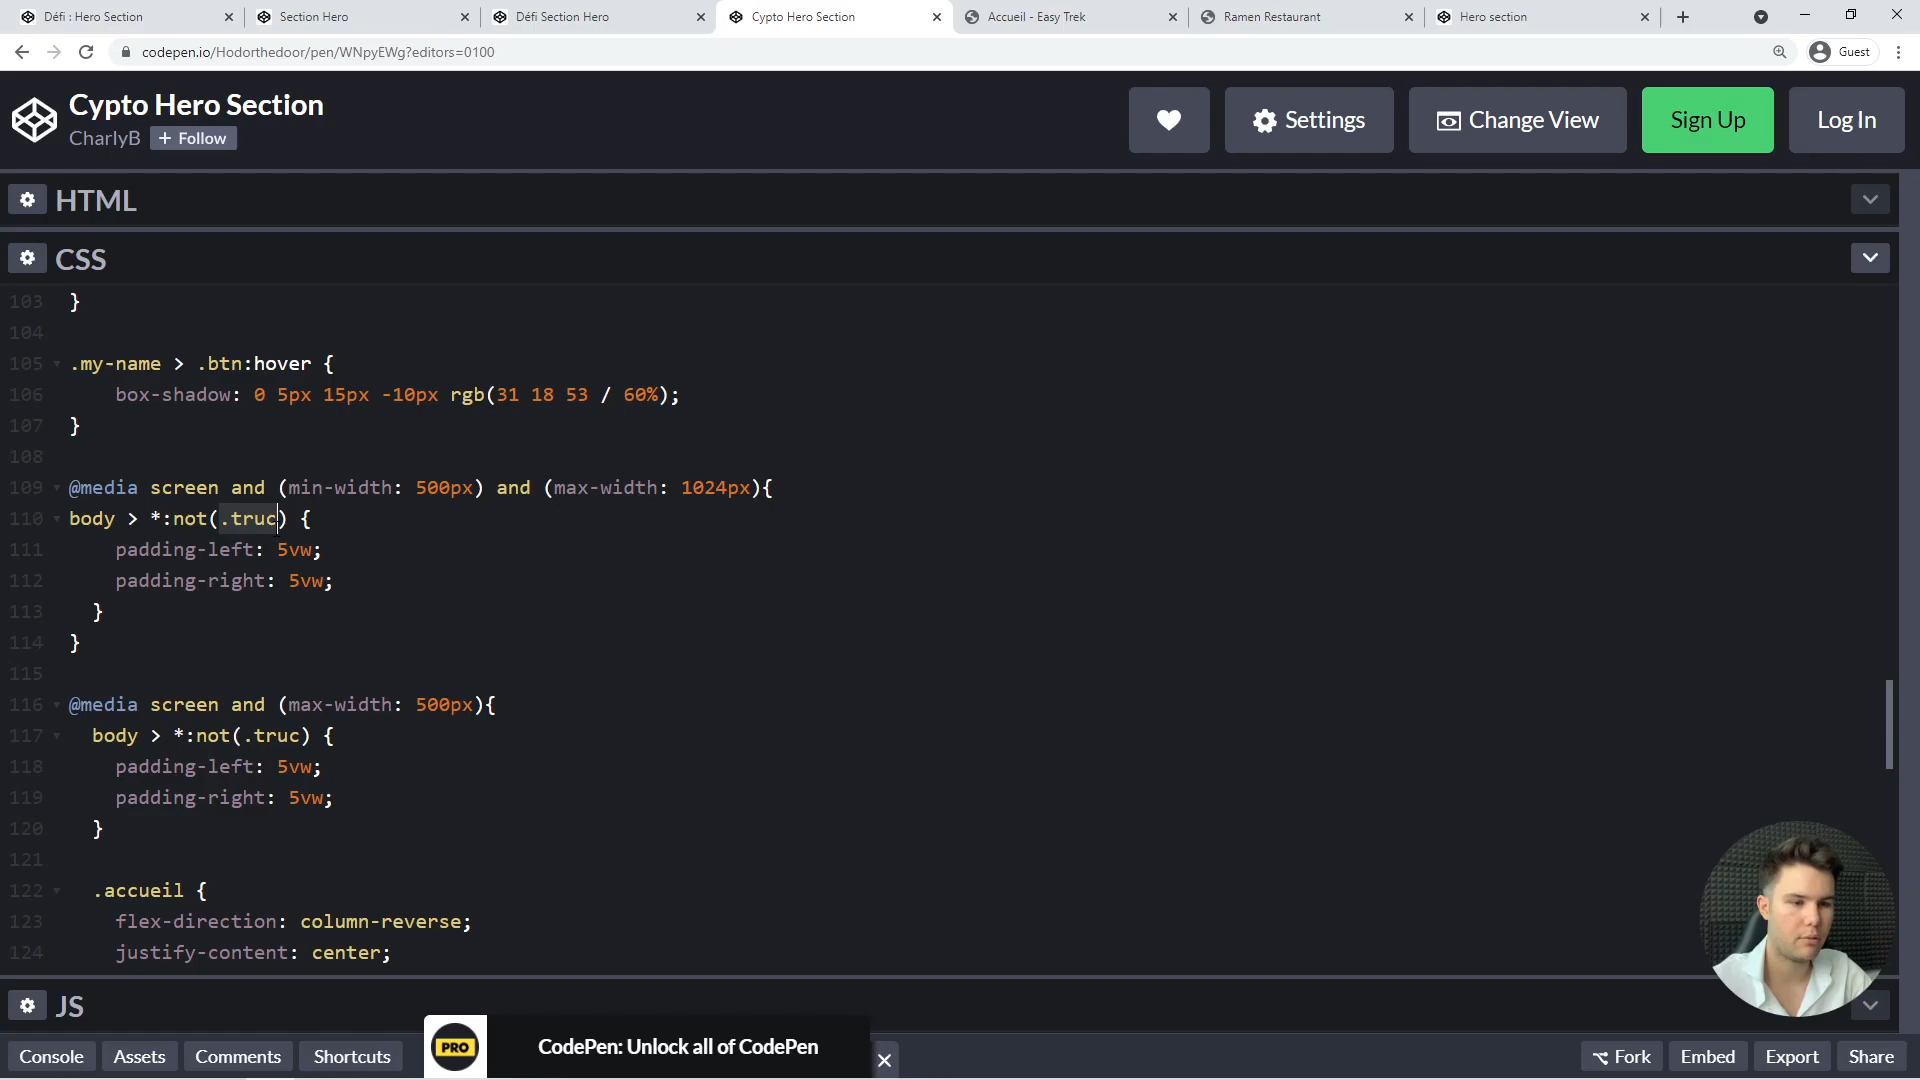 Défi : Hero Section
Section Hero
Défi Section Hero
Cypto Hero Section
Accueil - Easy Trek
Ramen Restaurant
Hero section
codepen.io/Hodorthedoor/pen/WNpyEWg?editors=0100
Guest
Cypto Hero Section
CharlyB
+ Follow
Settings
Change View
Sign Up
Log In
HTML
CSS
103 }
104
105 .my-name > .btn:hover {
106 box-shadow: 0 5px 15px -10px rgb(31 18 53 / 60%);
107 }
108
109 @media screen and (min-width: 500px) and (max-width: 1024px){
110 body > *:not(.truc) {
111 padding-left: 5vw;
112 padding-right: 5vw;
113 }
114 }
115
116 @media screen and (max-width: 500px){
117 body > *:not(.truc) {
118 padding-left: 5vw;
119 padding-right: 5vw;
120 }
121
122 .accueil {
123 flex-direction: column-reverse;
124 justify-content: center;
JS
PRO
CodePen: Unlock all of CodePen
Console
Assets
Comments
Shortcuts
Fork
Embed
Export
Share